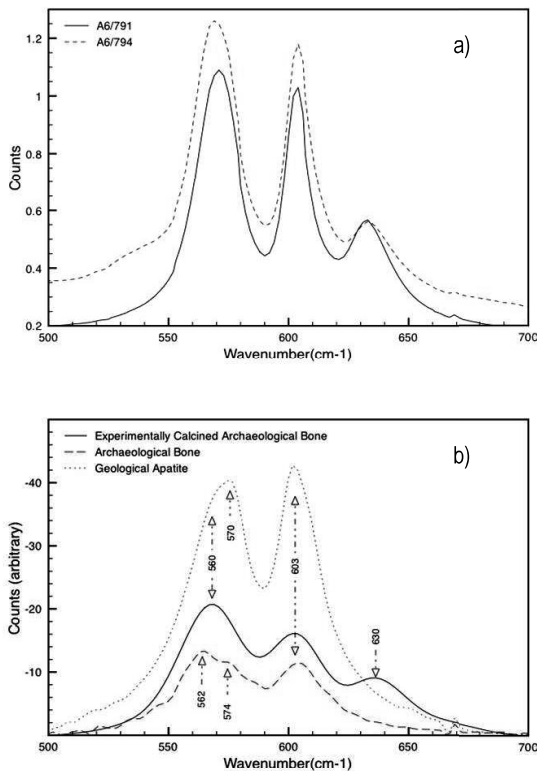 A6/791
A6/794
a)
1.2
1
0.8
0.6
0.4
0.2
Counts
500
550
600
650
700
Wavenumber(cm-1)
Experimentally Calcined Archaeological Bone
Archaeological Bone
Geological Apatite
b)
-40
-30
-20
-10
Counts (arbitrary)
560
570
603
630
562
574
500
550
600
650
700
Wavenumber(cm-1)